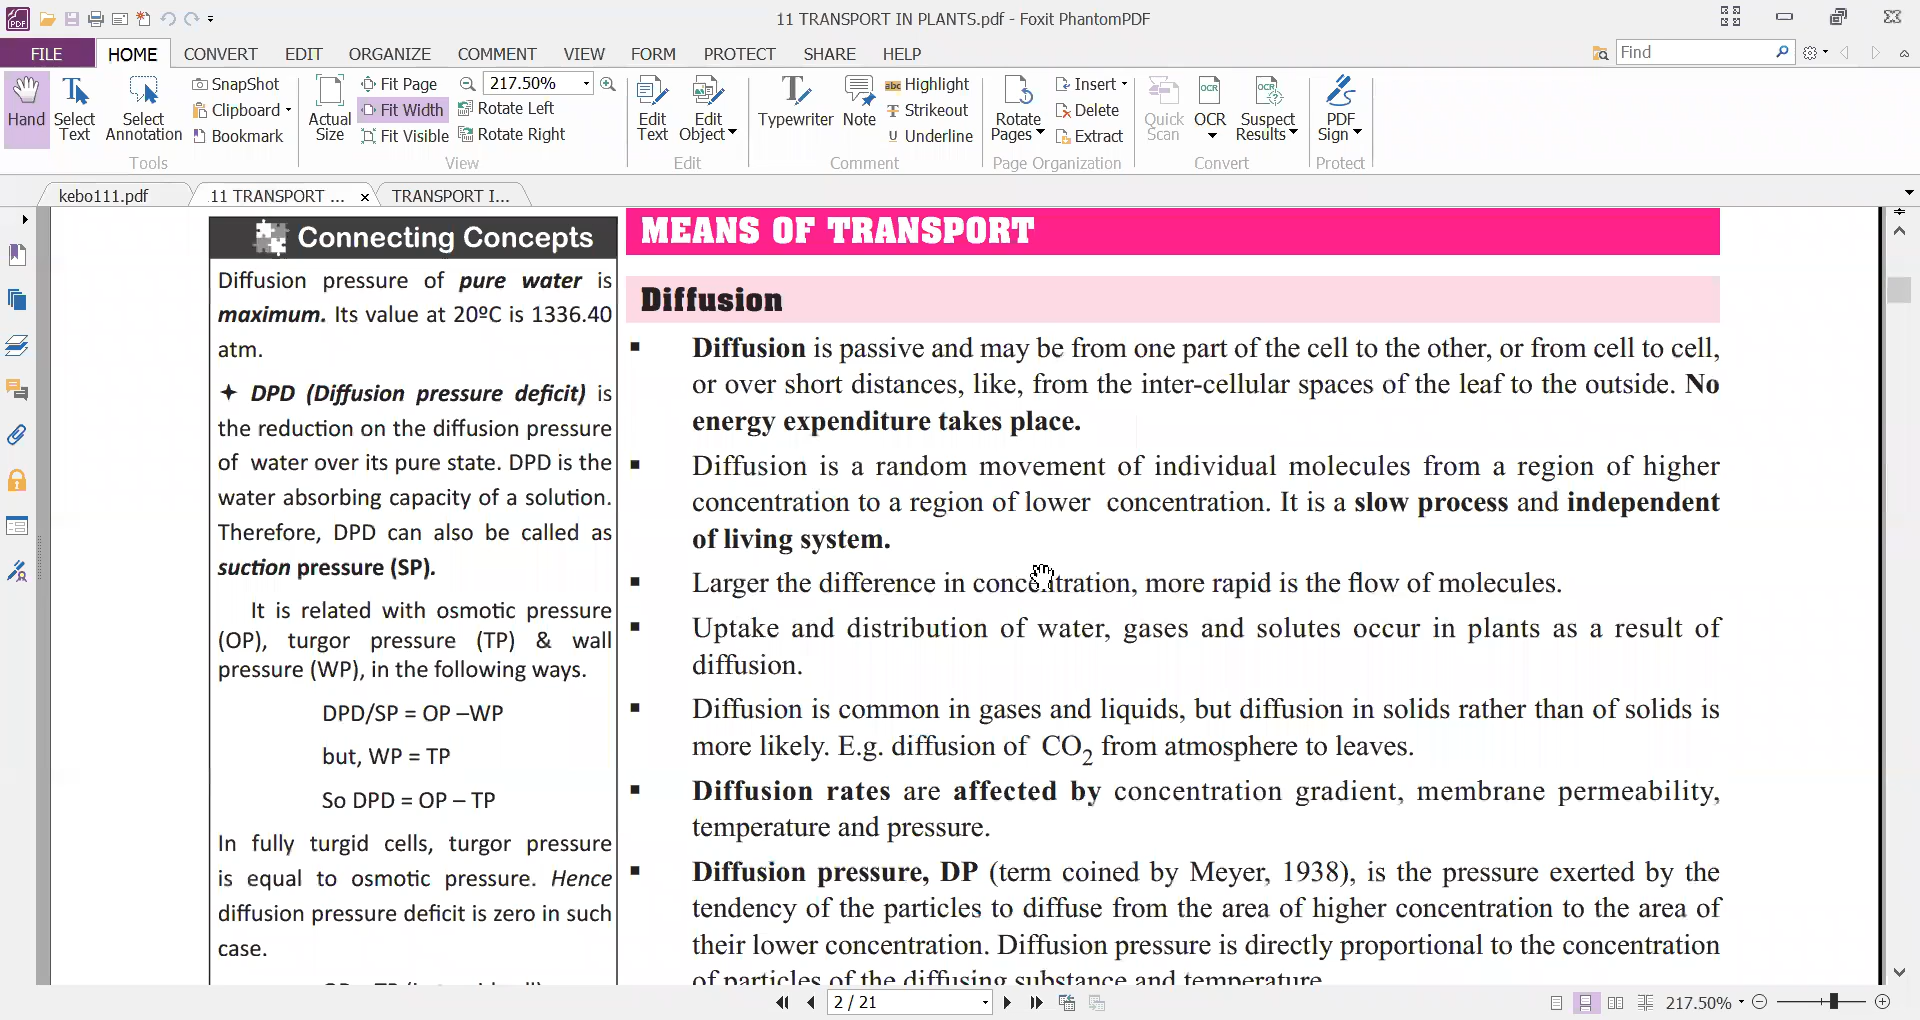 11 TRANSPORT IN PLANTS.pdf - Foxit PhantomPDF
FILE HOME CONVERT EDIT ORGANIZE COMMENT VIEW FORM PROTECT SHARE HELP Find
Hand
Select Text
Select Annotation
SnapShot
Clipboard
Bookmark
Tools
Actual Size
Fit Page
Fit Width
Fit Visible
217.50%
Rotate Left
Rotate Right
View
Edit Text
Edit Object
Edit
Typewriter
Note
Highlight
Strikeout
Underline
Comment
Rotate Pages
Insert
Delete
Extract
Page Organization
Quick Scan
OCR
Suspect Results
Convert
PDF Sign
Protect
kebo111.pdf 11 TRANSPORT ... x TRANSPORT I...
Connecting Concepts
Diffusion pressure of pure water is
maximum. Its value at 20ºC is 1336.40
atm.
✦ DPD (Diffusion pressure deficit) is
the reduction on the diffusion pressure
of water over its pure state. DPD is the
water absorbing capacity of a solution.
Therefore, DPD can also be called as
suction pressure (SP).
It is related with osmotic pressure
(OP), turgor pressure (TP) & wall
pressure (WP), in the following ways.
DPD/SP = OP –WP
but, WP = TP
So DPD = OP – TP
In fully turgid cells, turgor pressure
is equal to osmotic pressure. Hence
diffusion pressure deficit is zero in such
case.
MEANS OF TRANSPORT
Diffusion
▪ Diffusion is passive and may be from one part of the cell to the other, or from cell to cell,
or over short distances, like, from the inter-cellular spaces of the leaf to the outside. No
energy expenditure takes place.
▪ Diffusion is a random movement of individual molecules from a region of higher
concentration to a region of lower concentration. It is a slow process and independent
of living system.
▪ Larger the difference in concentration, more rapid is the flow of molecules.
▪ Uptake and distribution of water, gases and solutes occur in plants as a result of
diffusion.
▪ Diffusion is common in gases and liquids, but diffusion in solids rather than of solids is
more likely. E.g. diffusion of CO₂ from atmosphere to leaves.
▪ Diffusion rates are affected by concentration gradient, membrane permeability,
temperature and pressure.
▪ Diffusion pressure, DP (term coined by Meyer, 1938), is the pressure exerted by the
tendency of the particles to diffuse from the area of higher concentration to the area of
their lower concentration. Diffusion pressure is directly proportional to the concentration
of particles of the diffusing substance and temperature.
2 / 21
217.50%